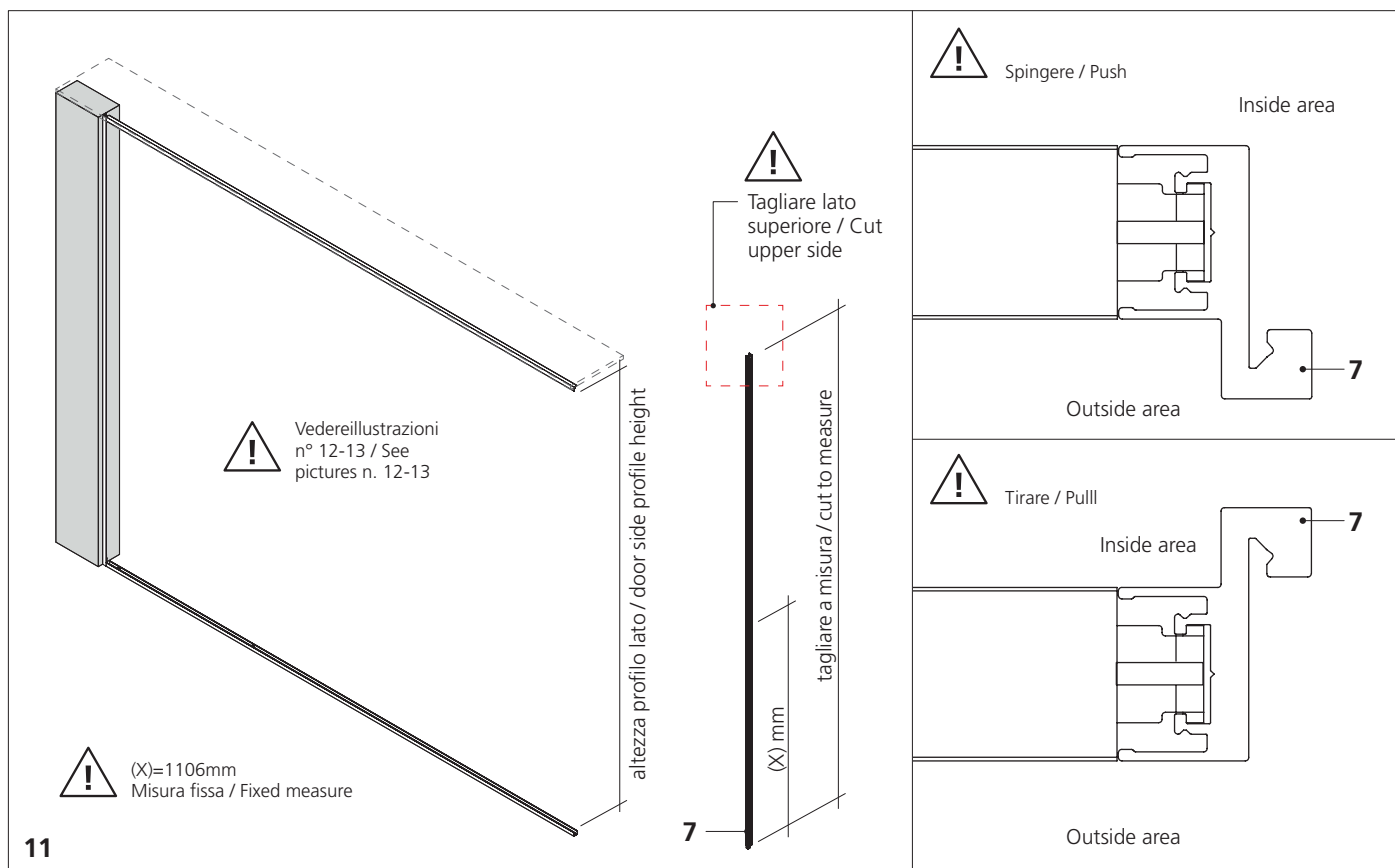 Vedereillustrazioni
n° 12-13 / See
pictures n. 12-13
altezza profilo lato / door side profile height
(X)=1106mm
Misura fissa / Fixed measure
11
Tagliare lato
superiore / Cut
upper side
tagliare a misura / cut to measure
(X) mm
7
Spingere / Push
Inside area
7
Outside area
Tirare / Pulll
7
Inside area
Outside area